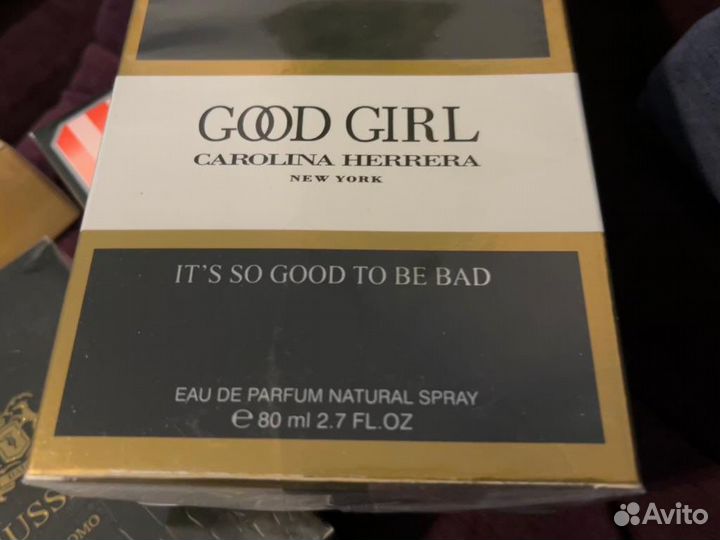 GOOD GIRL
CAROLINA HERRERA
NEW YORK
IT'S SO GOOD TO BE BAD
EAU DE PARFUM NATURAL SPRAY
℮ 80 ml 2.7 FL.OZ
Avito